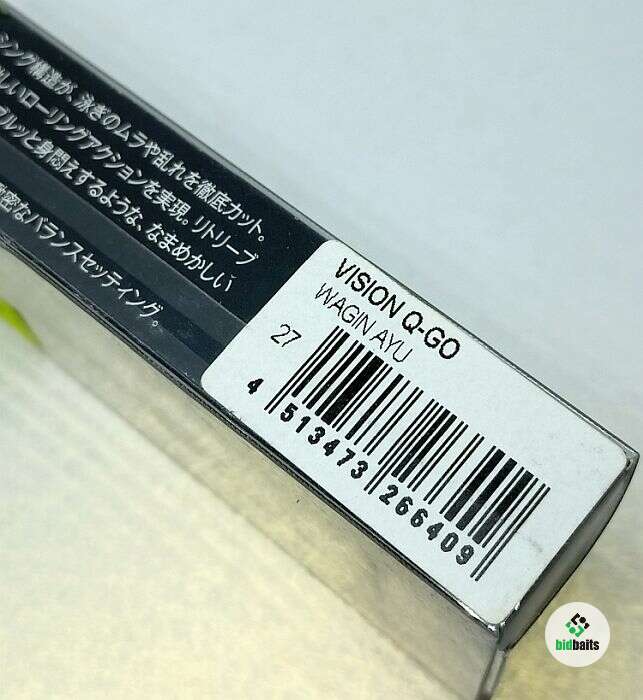 シング構造が、泳ぎのムラや乱れを徹底カット。
しいローリングアクションを実現。リトリーブ
ブルッと身悶えするような、なまめかしい
密なバランスセッティング。
VISION Q-GO
WAGIN AYU
27
4 513473 266409
bidbaits